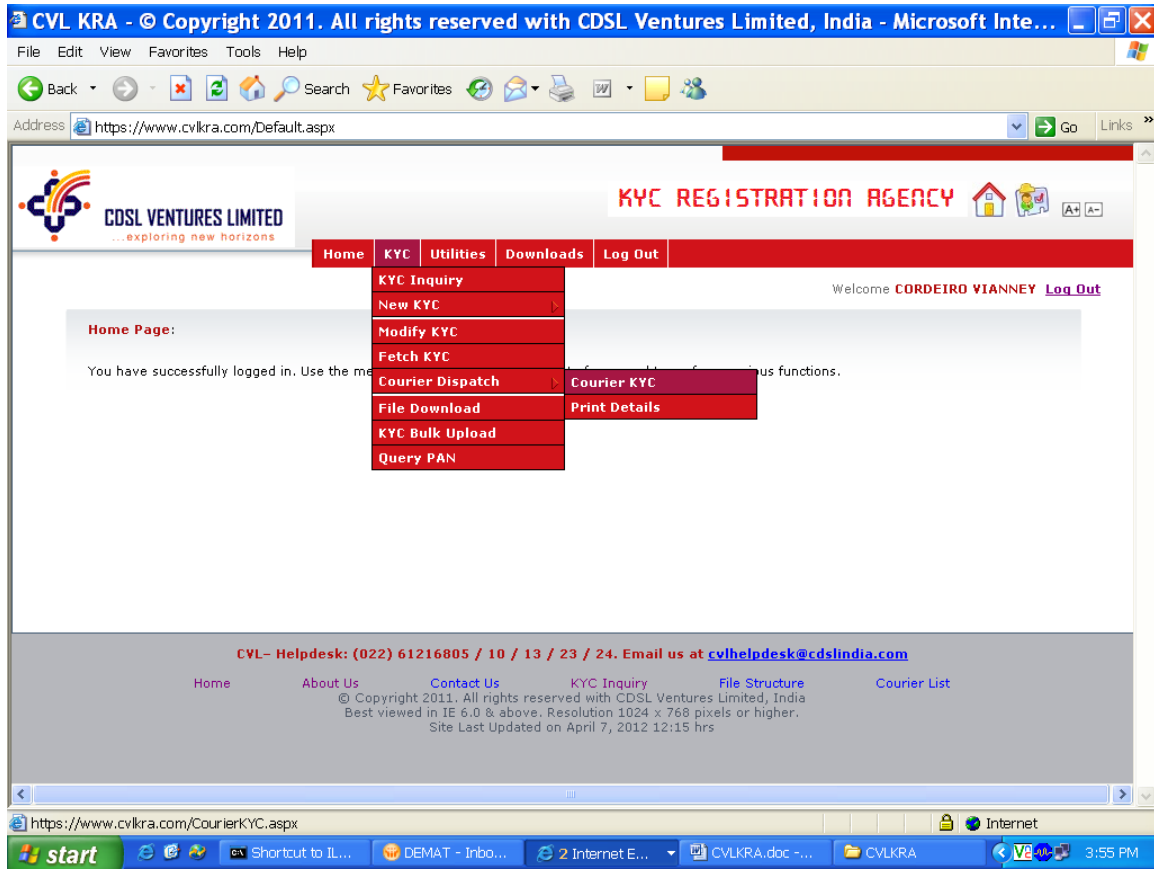 CVL KRA - © Copyright 2011. All rights reserved with CDSL Ventures Limited, India - Microsoft Inte...
File Edit View Favorites Tools Help
Back Search Favorites
Address https://www.cvlkra.com/Default.aspx Go Links »
CDSL VENTURES LIMITED
...exploring new horizons
KYC REGISTRATION AGENCY A+ A-
Home KYC Utilities Downloads Log Out
Welcome CORDEIRO VIANNEY Log Out
KYC Inquiry
New KYC
Modify KYC
Fetch KYC
Courier Dispatch
File Download
KYC Bulk Upload
Query PAN
Courier KYC
Print Details
Home Page:
You have successfully logged in. Use the me us functions.
CVL– Helpdesk: (022) 61216805 / 10 / 13 / 23 / 24. Email us at cvlhelpdesk@cdslindia.com
Home About Us Contact Us KYC Inquiry File Structure Courier List
© Copyright 2011. All rights reserved with CDSL Ventures Limited, India
Best viewed in IE 6.0 & above. Resolution 1024 x 768 pixels or higher.
Site Last Updated on April 7, 2012 12:15 hrs
https://www.cvlkra.com/CourierKYC.aspx Internet
start Shortcut to IL... DEMAT - Inbo... 2 Internet E... CVLKRA.doc -... CVLKRA 3:55 PM